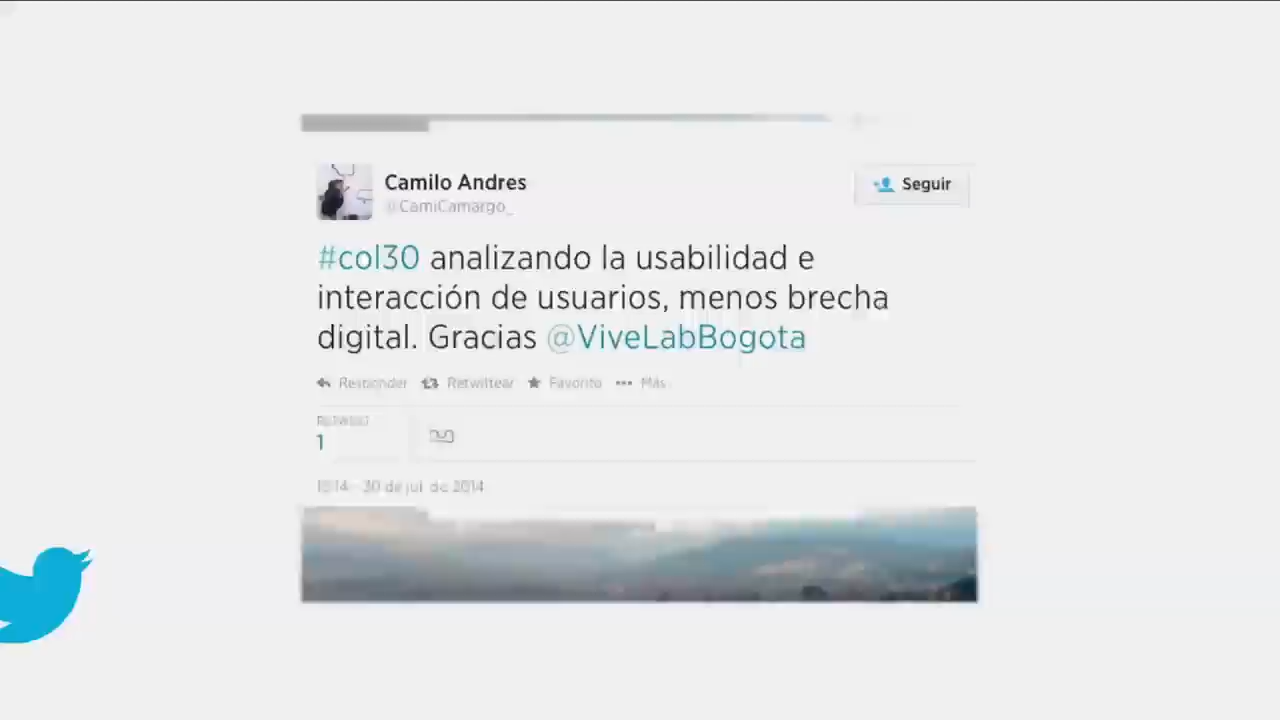 Camilo Andres
@CamiCamargo_
Seguir
#col30 analizando la usabilidad e
interacción de usuarios, menos brecha
digital. Gracias @ViveLabBogota
Responder Retwittear Favorito Más
RETWEET
1
30 de jul. de 2014